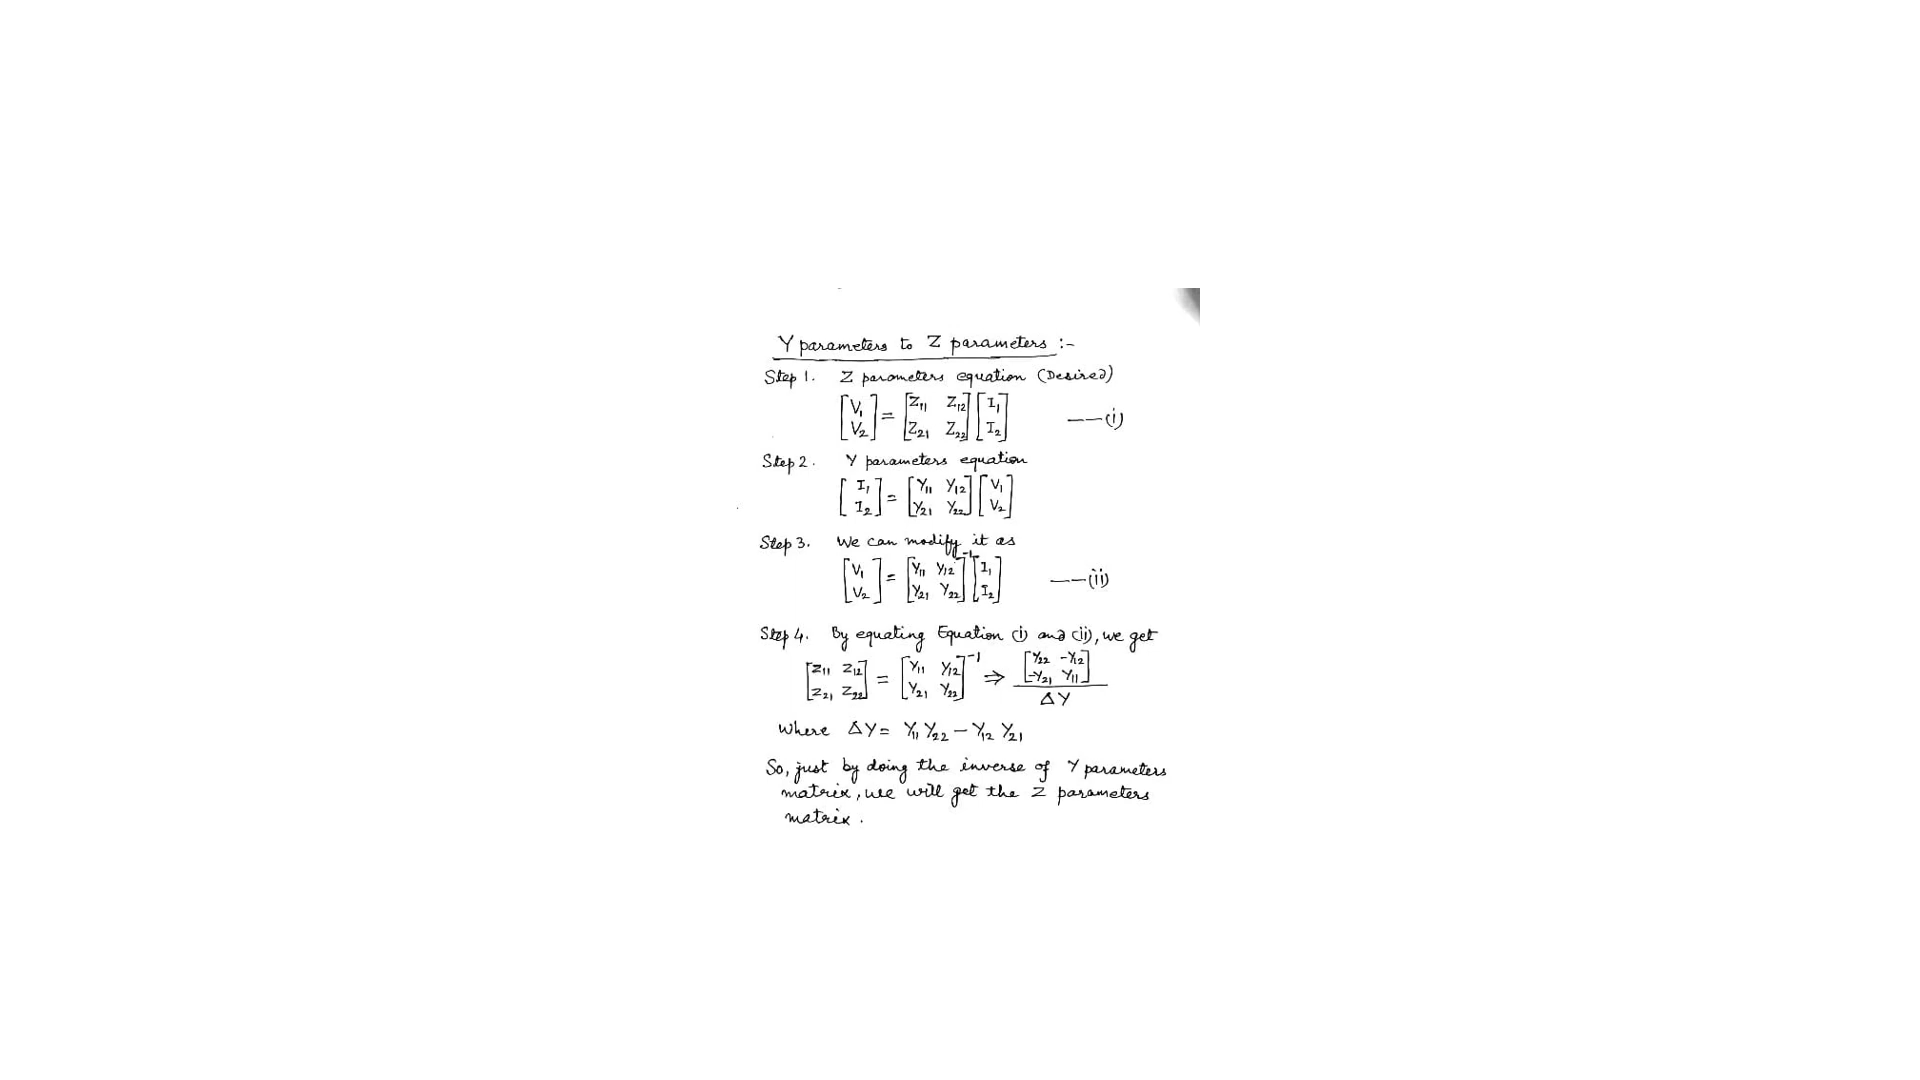 Y parameters to Z parameters :-
Step 1. Z parameters equation (Desired)
[V₁ V₂] = [Z₁₁ Z₁₂ Z₂₁ Z₂₂] [I₁ I₂] ——(i)
Step 2. Y parameters equation
[I₁ I₂] = [Y₁₁ Y₁₂ Y₂₁ Y₂₂] [V₁ V₂]
Step 3. We can modify it as
[V₁ V₂] = [Y₁₁ Y₁₂ Y₂₁ Y₂₂]⁻¹ [I₁ I₂] ——(ii)
Step 4. By equating Equation (i) and (ii), we get
[Z₁₁ Z₁₂ Z₂₁ Z₂₂] = [Y₁₁ Y₁₂ Y₂₁ Y₂₂]⁻¹ ⇒ [Y₂₂ -Y₁₂ -Y₂₁ Y₁₁] / ΔY
Where ΔY = Y₁₁ Y₂₂ - Y₁₂ Y₂₁
So, just by doing the inverse of Y parameters
matrix, we will get the Z parameters
matrix.